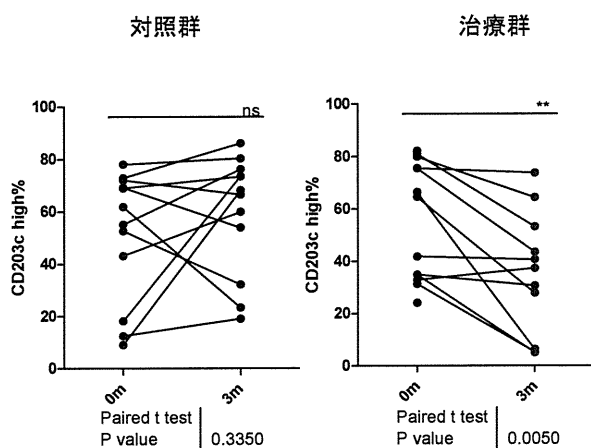 対照群
治療群
ns
100
80
60
40
20
0
CD203c high%
0m
3m
Paired t test
P value 0.3350
**
100
80
60
40
20
0
CD203c high%
0m
3m
Paired t test
P value 0.0050